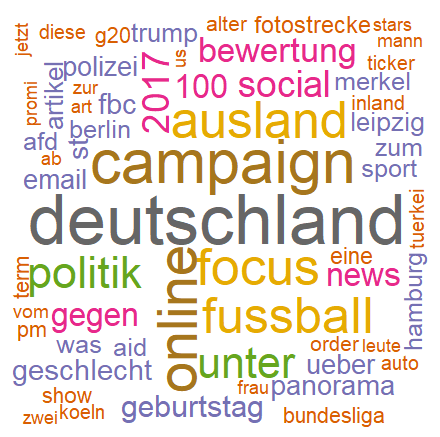 jetzt
diese
g20
trump
us
alter
fotostrecke
stars
mann
promi
artikel
polizei
2017
bewertung
ticker
zur
art
fbc
100
social
merkel
inland
afd
ab
st
berlin
ausland
leipzig
email
campaign
zum
sport
deutschland
tuerkei
term
politik
online
focus
eine
news
hamburg
vom
pm
gegen
fussball
was
aid
unter
order
leute
geschlecht
ueber
auto
show
frau
panorama
zwei
koeln
geburtstag
bundesliga